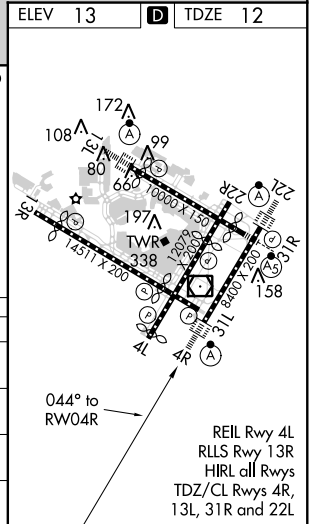 ELEV 13 D TDZE 12
172
A
108
99
13L
80
66
P
10000 X 150
22R
A
22L
13R
197
TWR
338
12079 X 200
P
31R
A5
158
14511 X 200
8400 X 200
P
P
P
31L
4L
4R
A
044° to
RW04R
REIL Rwy 4L
RLLS Rwy 13R
HIRL all Rwys
TDZ/CL Rwys 4R,
13L, 31R and 22L